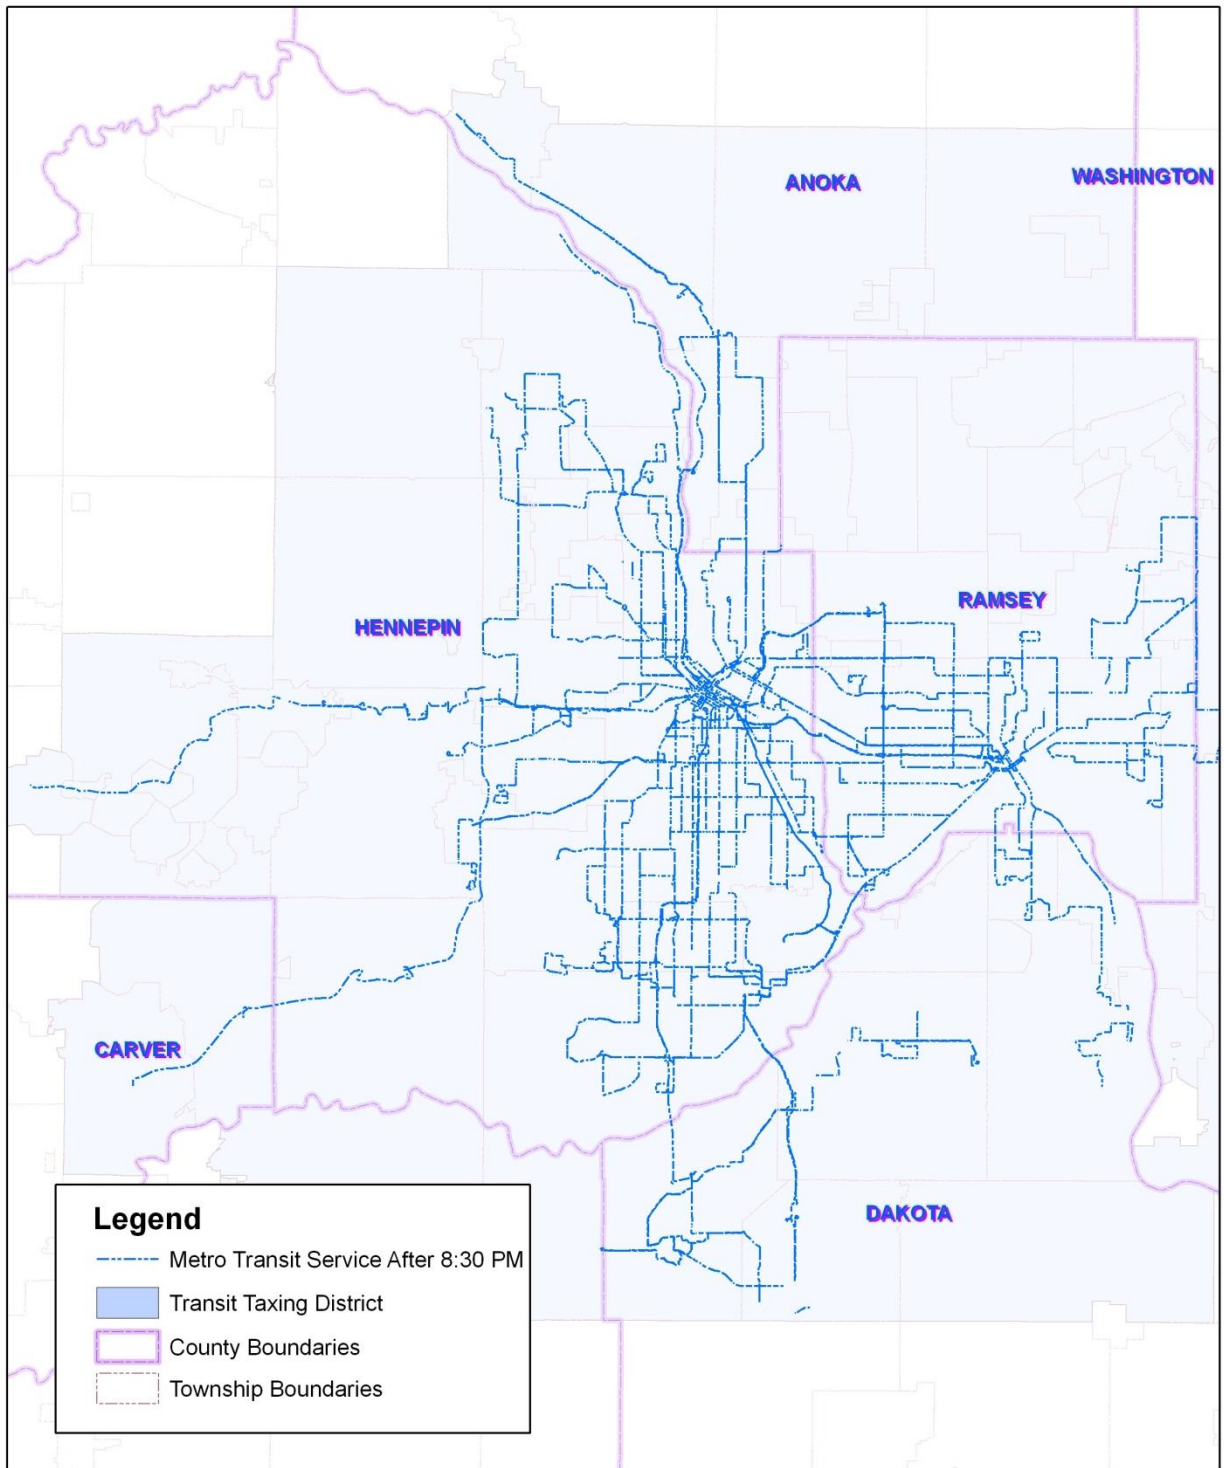 ANOKA
WASHINGTON
RAMSEY
HENNEPIN
CARVER
DAKOTA
Legend
Metro Transit Service After 8:30 PM
Transit Taxing District
County Boundaries
Township Boundaries